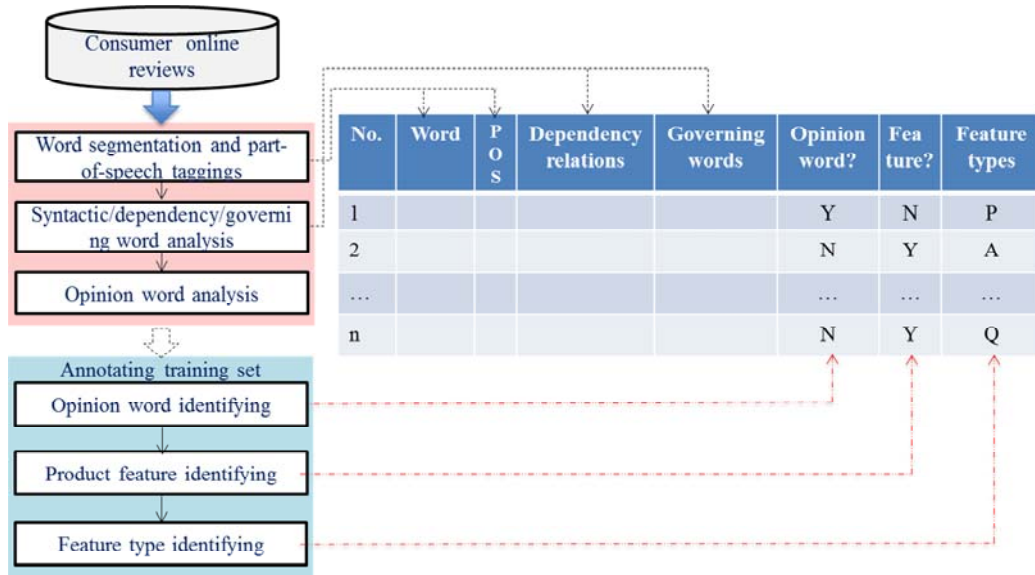 Consumer online
reviews
Word segmentation and part-
of-speech taggings
Syntactic/dependency/governi
ng word analysis
Opinion word analysis
Annotating training set
Opinion word identifying
Product feature identifying
Feature type identifying
No. Word P O S Dependency relations Governing words Opinion word? Fea ture? Feature types
1 Y N P
2 N Y A
… … … …
n N Y Q